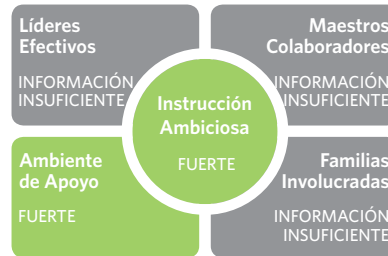 Líderes
Efectivos
INFORMACIÓN
INSUFICIENTE
Maestros
Colaboradores
INFORMACIÓN
INSUFICIENTE
Instrucción
Ambiciosa
FUERTE
Ambiente
de Apoyo
FUERTE
Familias
Involucradas
INFORMACIÓN
INSUFICIENTE